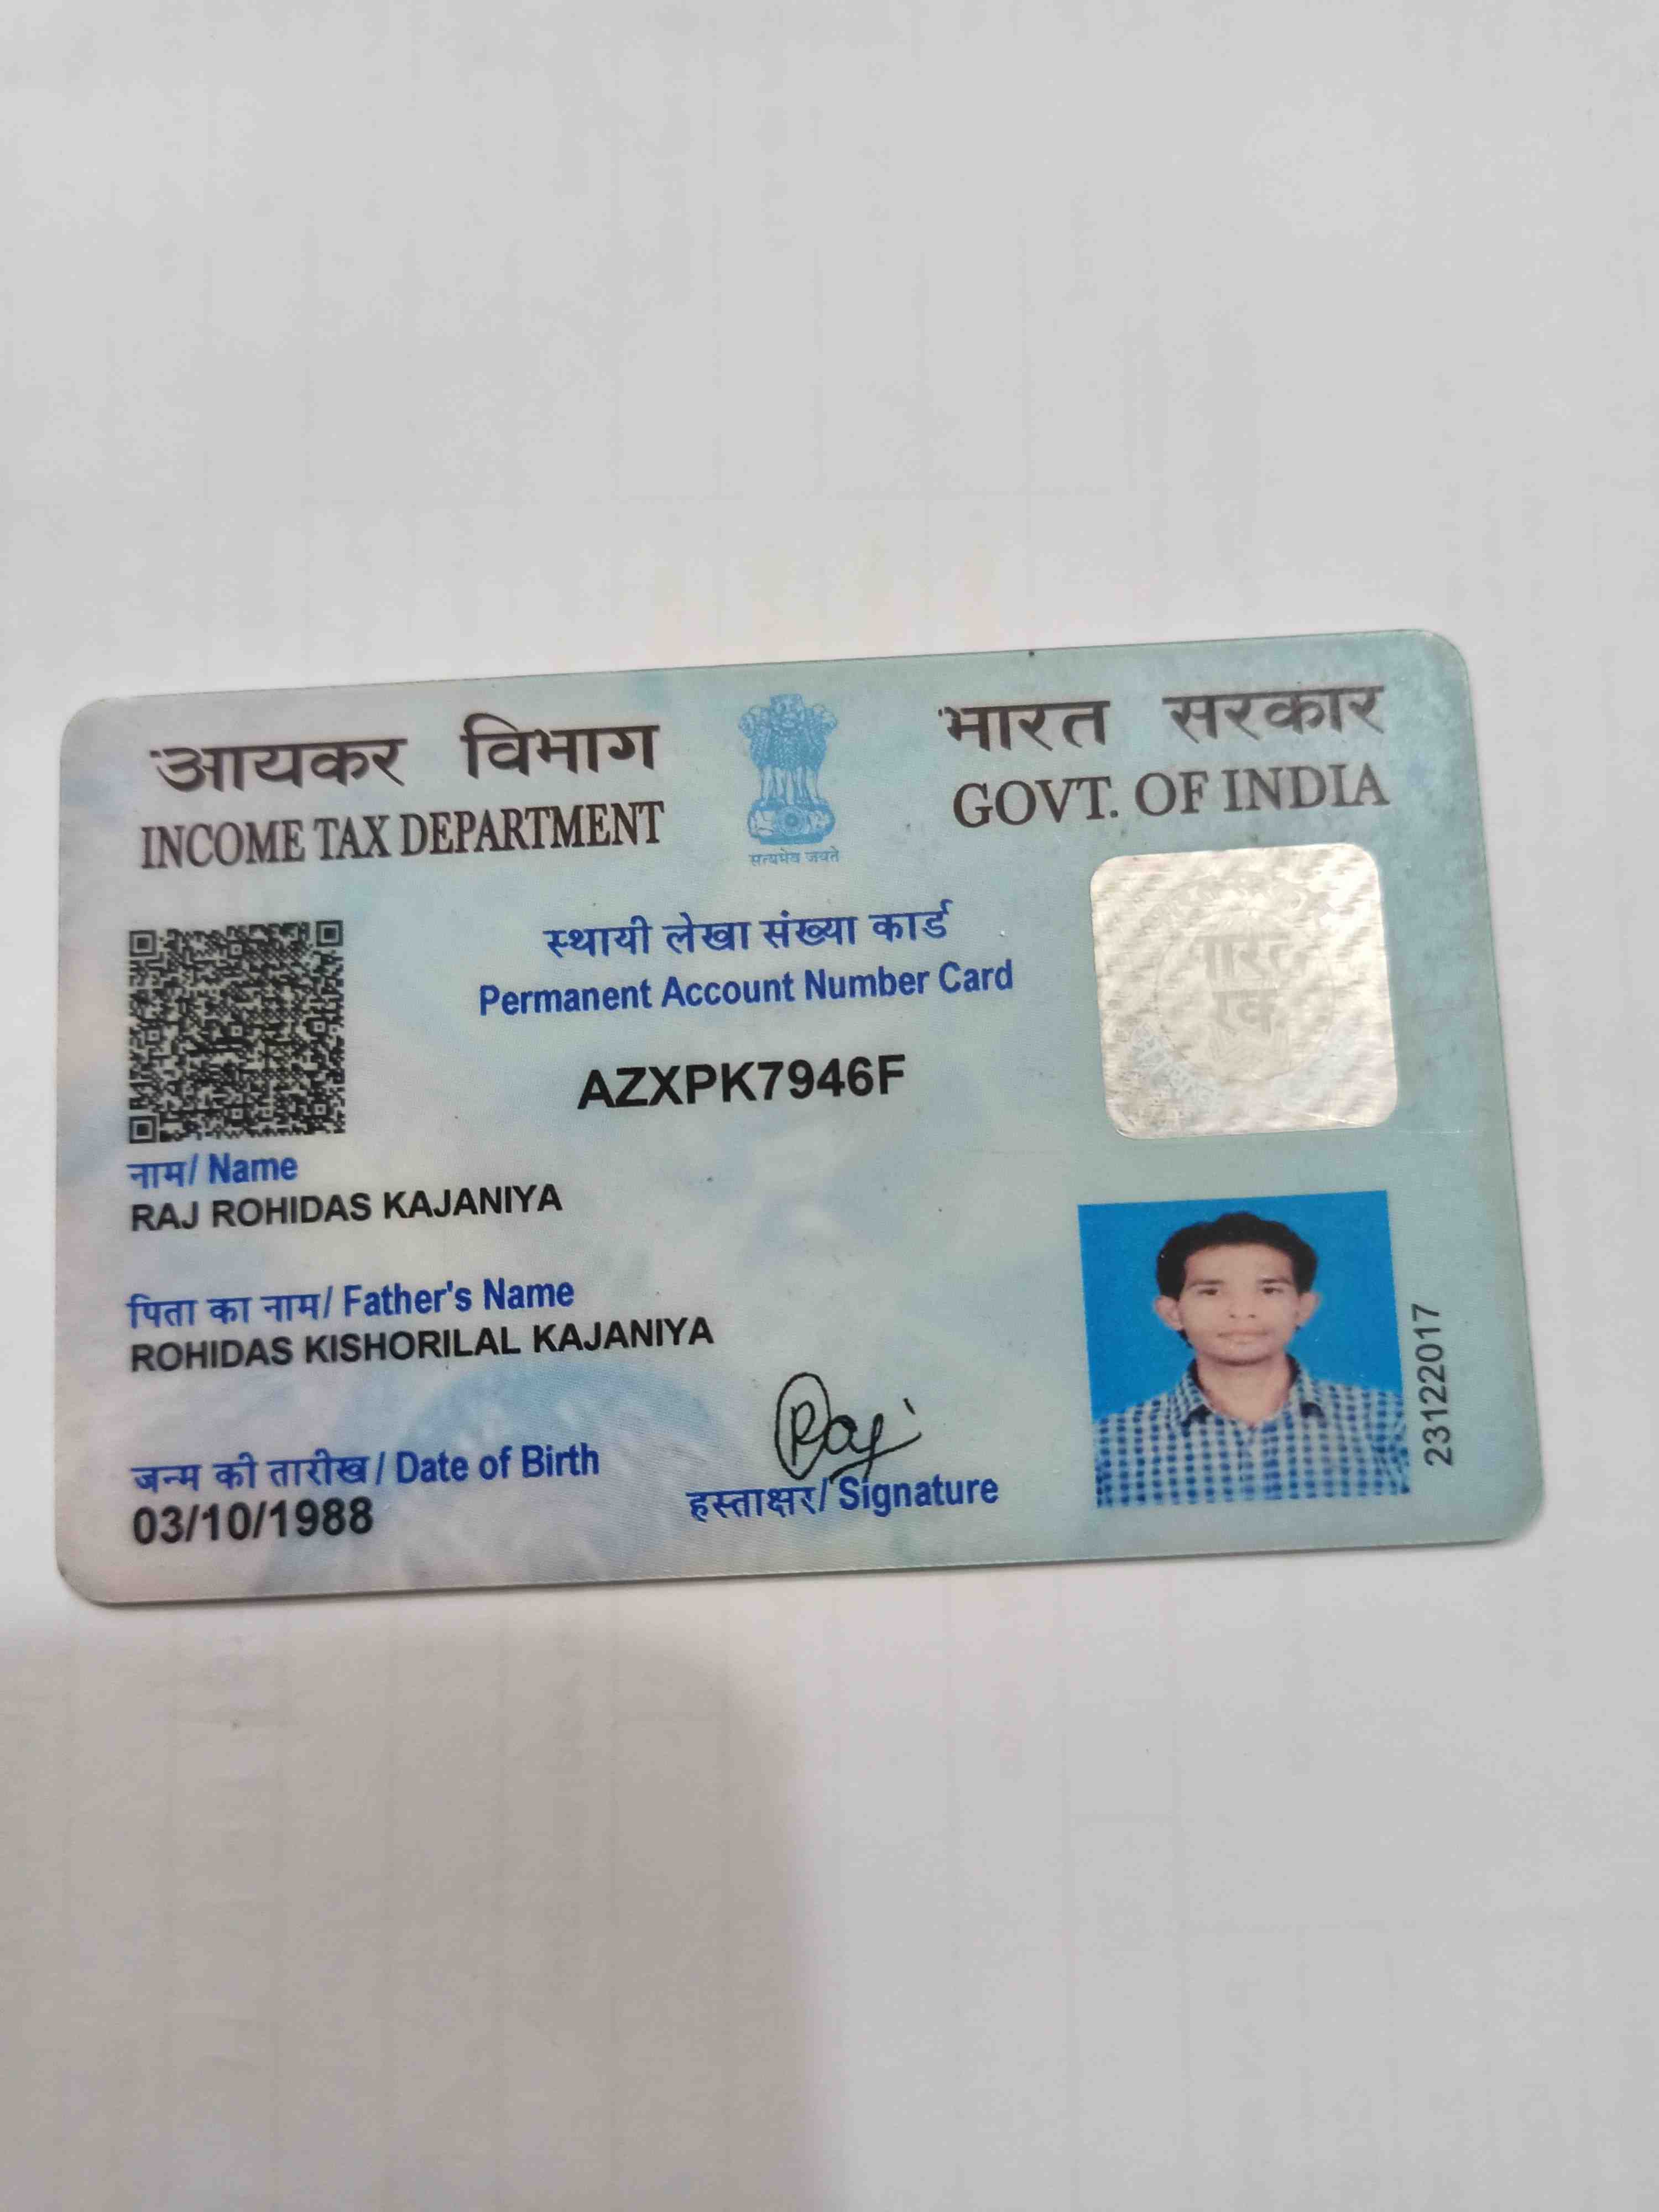 आयकर विभाग
INCOME TAX DEPARTMENT
भारत सरकार
GOVT. OF INDIA
सत्यमेव जयते
स्थायी लेखा संख्या कार्ड
Permanent Account Number Card
AZXPK7946F
नाम/ Name
RAJ ROHIDAS KAJANIYA
पिता का नाम/ Father's Name
ROHIDAS KISHORILAL KAJANIYA
जन्म की तारीख / Date of Birth
03/10/1988
Raj
हस्ताक्षर/ Signature
23122017